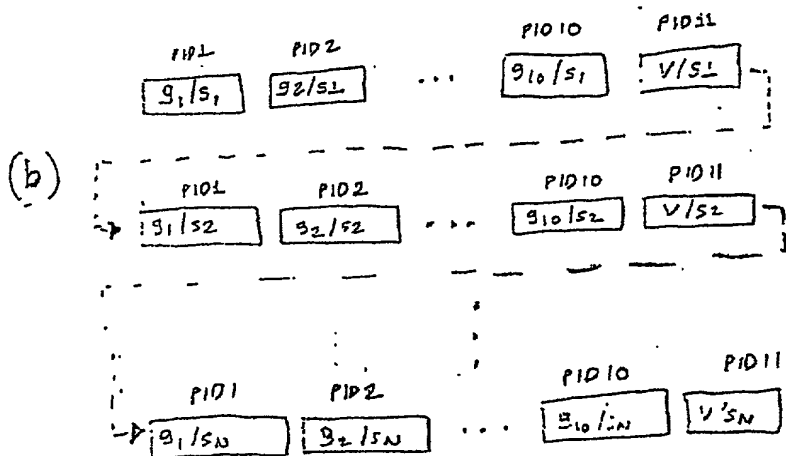 PID1 PID2 PID10 PID11
g1/s1 g2/s1 ... g10/s1 V/s1
(b)
PID1 PID2 PID10 PID11
g1/s2 g2/s2 ... g10/s2 V/s2
PID1 PID2 PID10 PID11
g1/sN g2/sN ... V'sN